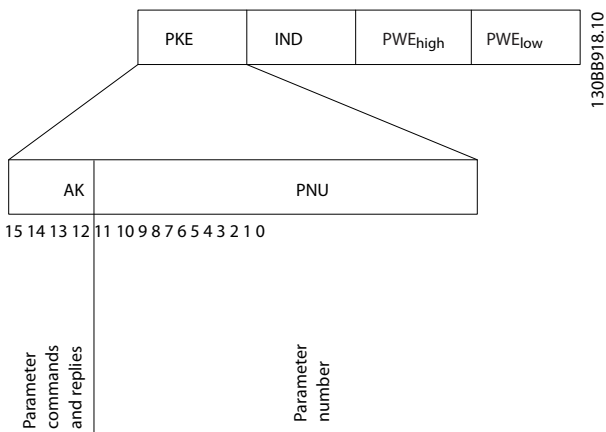 PKE IND PWEhigh PWElow
130BB918.10
AK PNU
15 14 13 12 11 10 9 8 7 6 5 4 3 2 1 0
Parameter
commands
and replies
Parameter
number